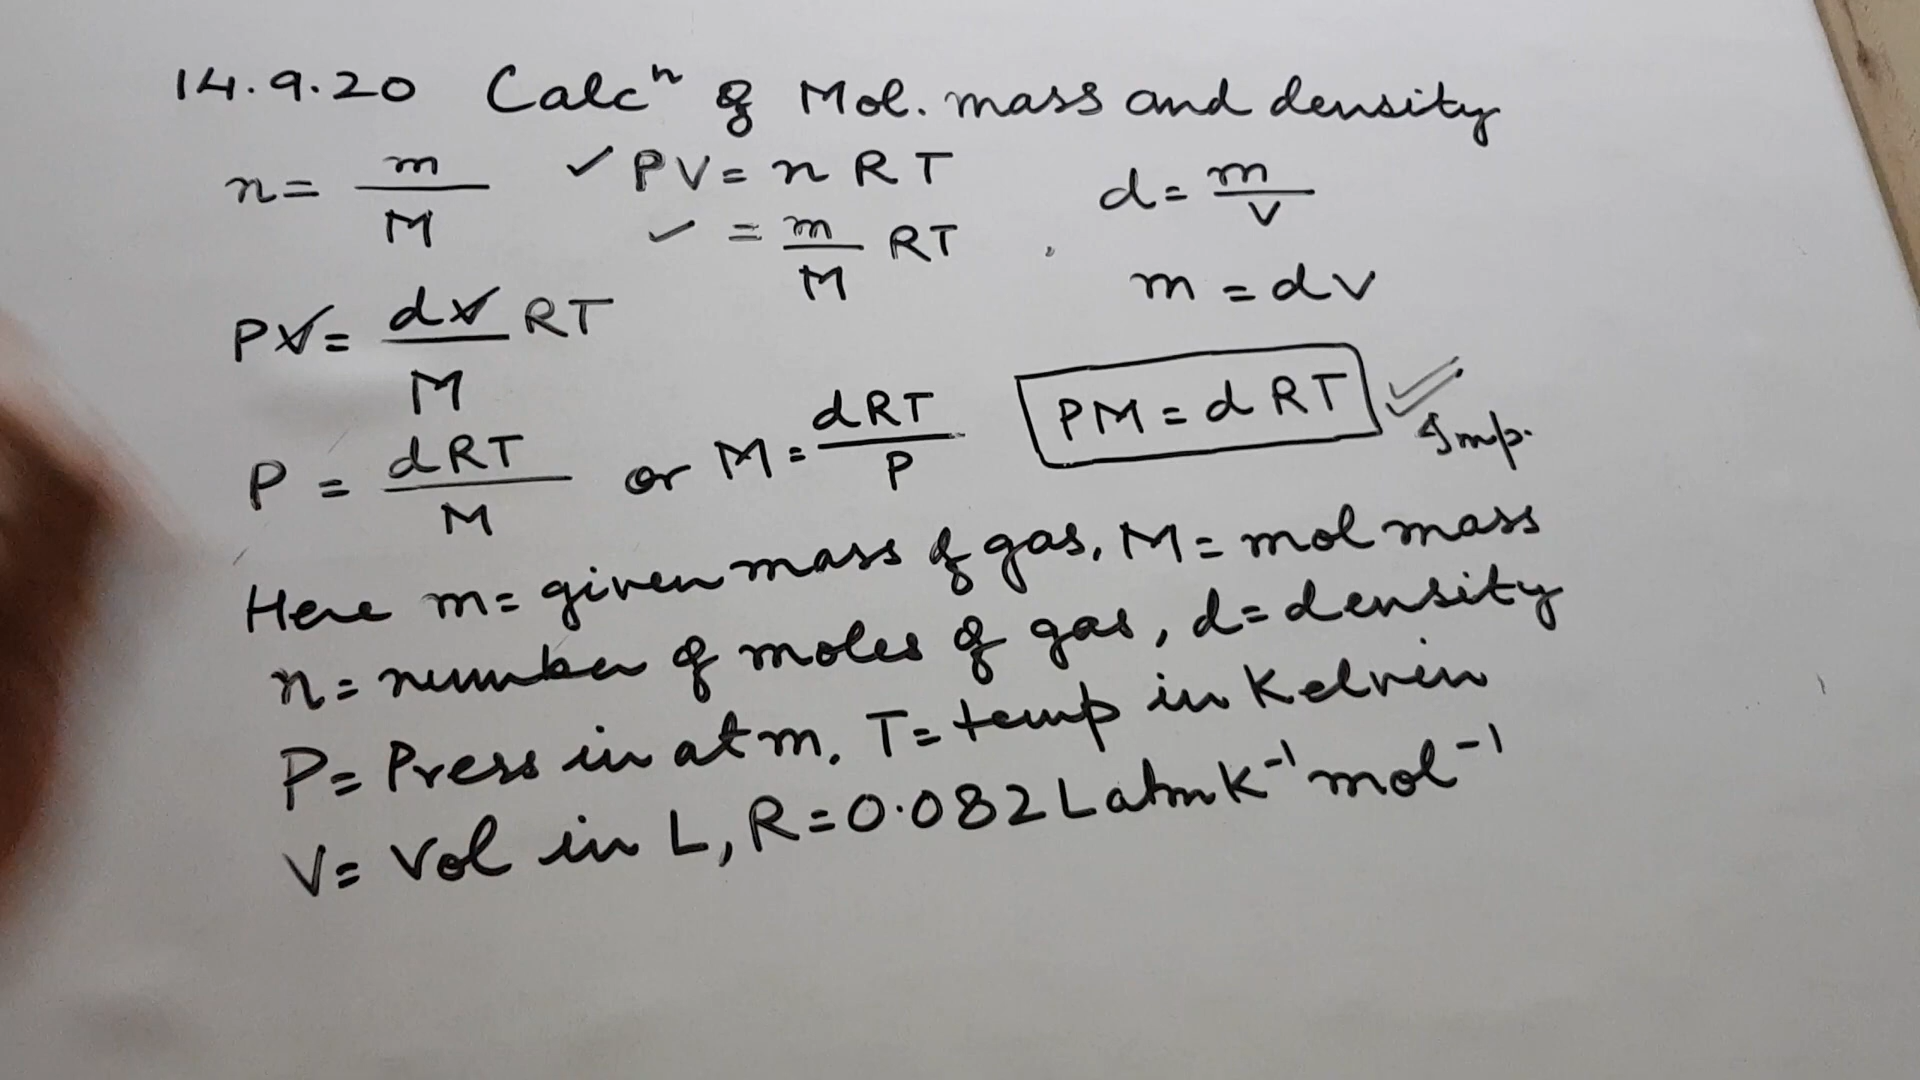 14.9.20 Calcⁿ of Mol. mass and density
n = m/M ✓ PV = n RT d = m/V
✓ = m/M RT m = dV
PV = dV/M RT
P = dRT/M or M = dRT/P PM = dRT ✓ Imp.
Here m = given mass of gas, M = mol mass
n = number of moles of gas, d = density
P = Press in atm, T = temp in Kelvin
V = Vol in L, R = 0.082 L atm K⁻¹ mol⁻¹